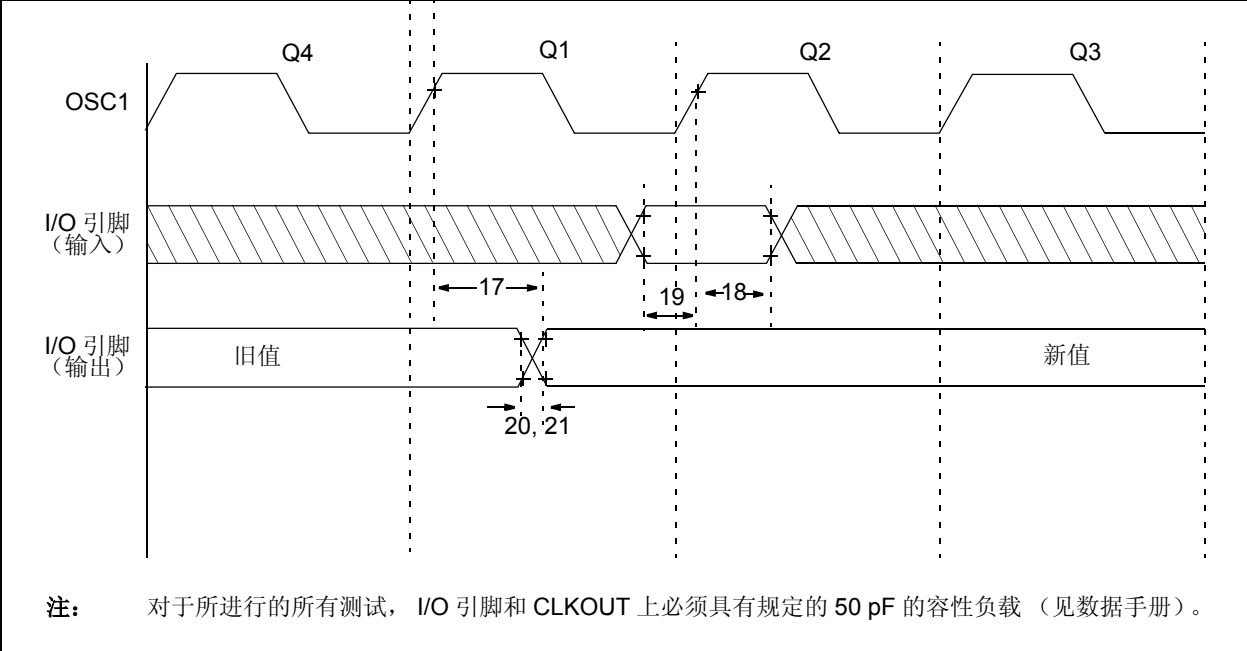 Q4 Q1 Q2 Q3
OSC1
I/O 引脚
（输入）
17 19 18
I/O 引脚
（输出）
旧值 新值
20, 21
注： 对于所进行的所有测试， I/O 引脚和 CLKOUT 上必须具有规定的 50 pF 的容性负载 （见数据手册）。